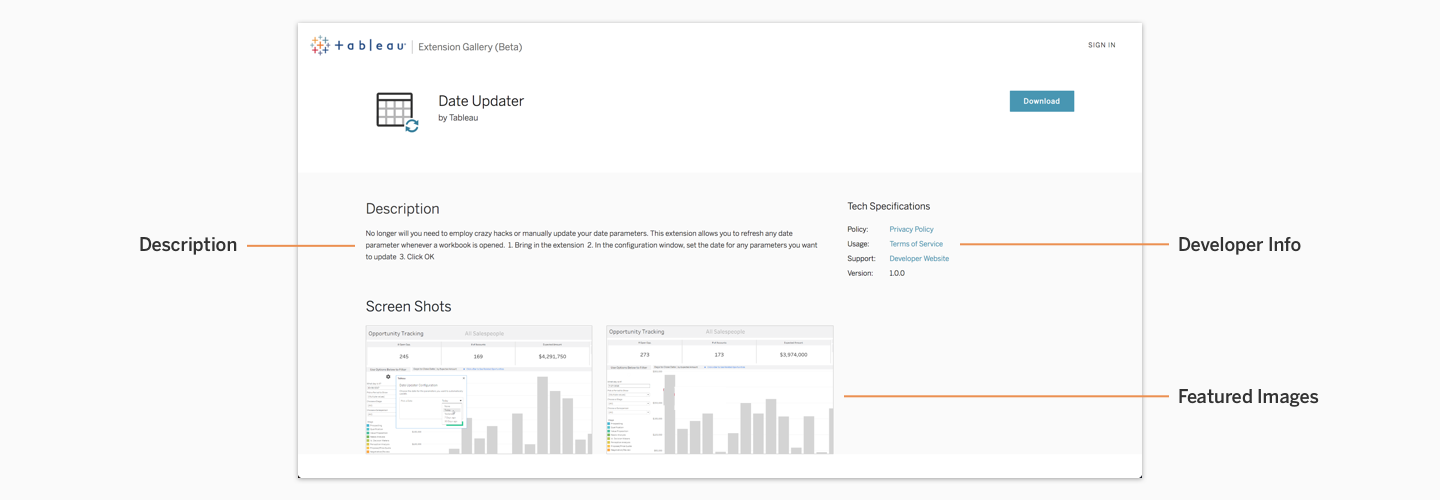 tableau | Extension Gallery (Beta)
SIGN IN
Date Updater
by Tableau
Download
Description
Description
No longer will you need to employ crazy hacks or manually update your date parameters. This extension allows you to refresh any date
parameter whenever a workbook is opened.  1. Bring in the extension  2. In the configuration window, set the date for any parameters you want
to update  3. Click OK
Tech Specifications
Policy: Privacy Policy
Usage: Terms of Service
Support: Developer Website
Version: 1.0.0
Developer Info
Screen Shots
Opportunity Tracking All Salespeople
245 169 $4,291,750
Date Updater Configuration
Opportunity Tracking All Salespeople
273 173 $3,974,000
Featured Images